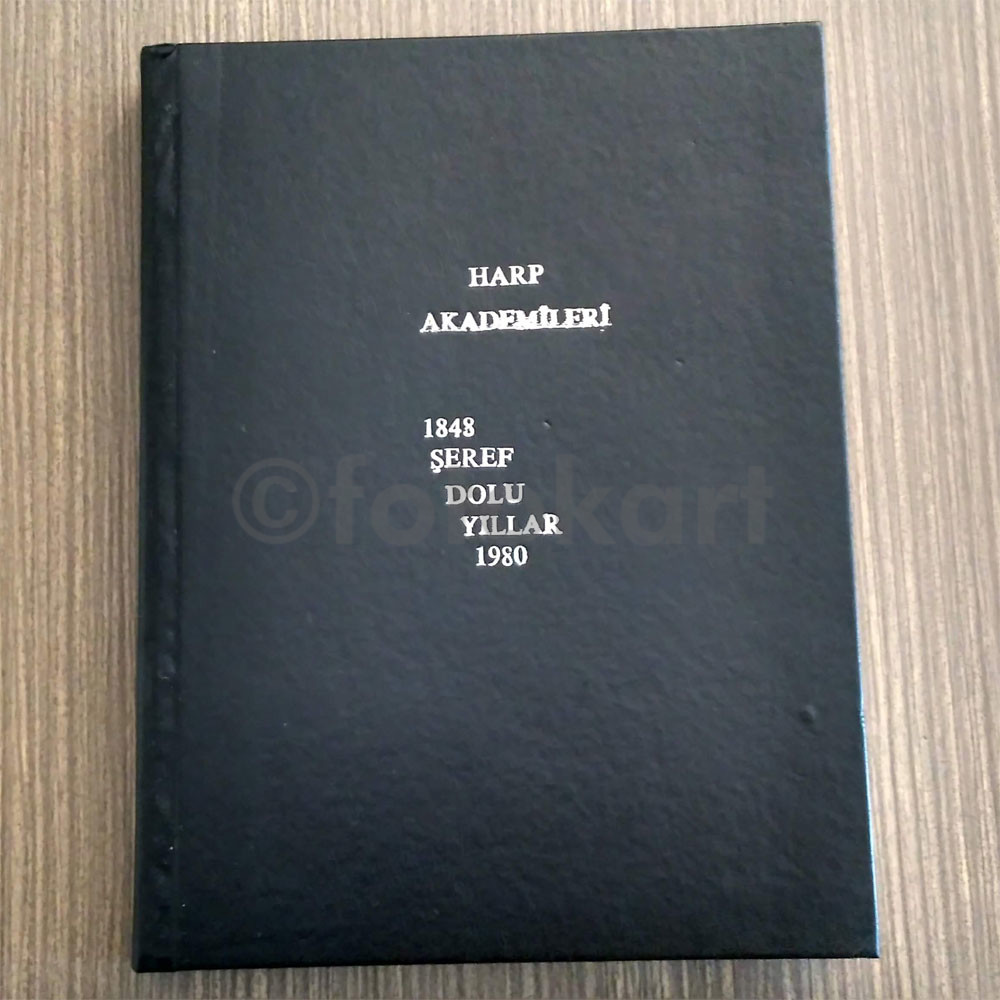 HARP
AKADEMİLERİ
1848
ŞEREF
DOLU
YILLAR
1980